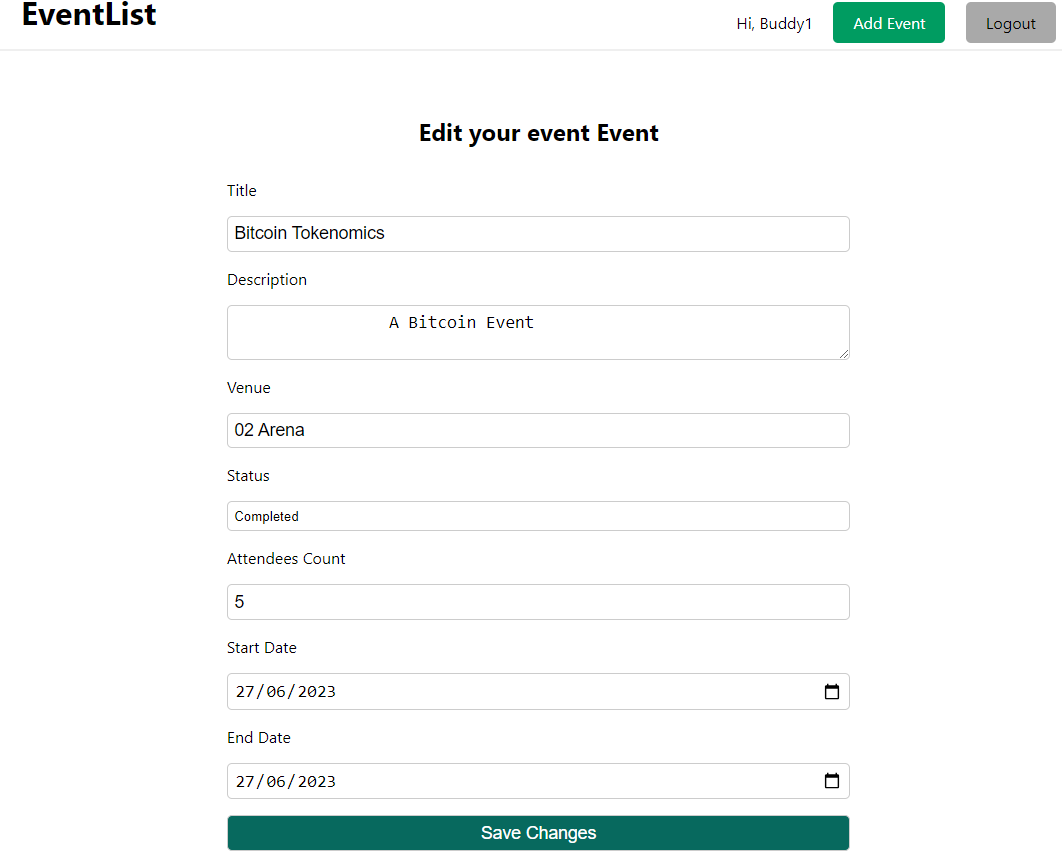 EventList
Hi, Buddy1
Add Event
Logout
Edit your event Event
Title
Bitcoin Tokenomics
Description
A Bitcoin Event
Venue
02 Arena
Status
Completed
Attendees Count
5
Start Date
27/06/2023
End Date
27/06/2023
Save Changes